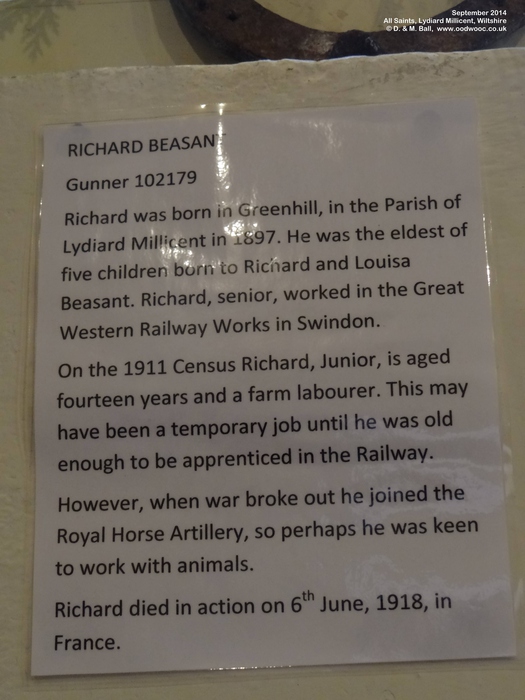 September 2014
All Saints, Lydiard Millicent, Wiltshire
© D. & M. Ball, www.oodwooc.co.uk
RICHARD BEASANT
Gunner 102179
Richard was born in Greenhill, in the Parish of
Lydiard Millicent in 1897. He was the eldest of
five children born to Richard and Louisa
Beasant. Richard, senior, worked in the Great
Western Railway Works in Swindon.
On the 1911 Census Richard, Junior, is aged
fourteen years and a farm labourer. This may
have been a temporary job until he was old
enough to be apprenticed in the Railway.
However, when war broke out he joined the
Royal Horse Artillery, so perhaps he was keen
to work with animals.
Richard died in action on 6th June, 1918, in
France.